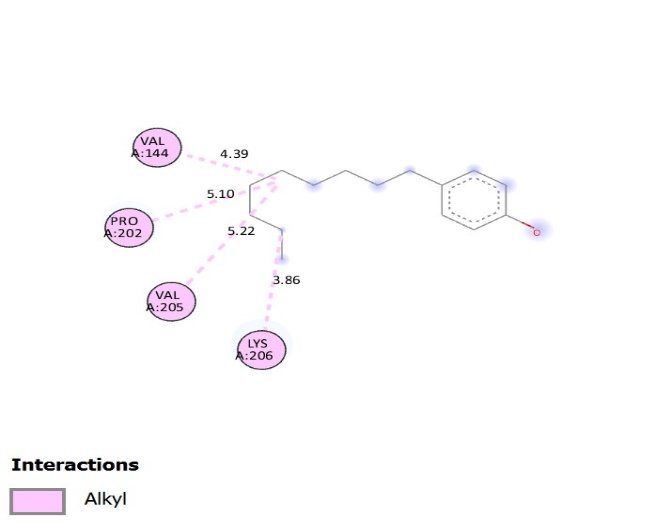 VAL
A:144
4.39
5.10
PRO
A:202
5.22
VAL
A:205
3.86
LYS
A:206
O
Interactions
Alkyl